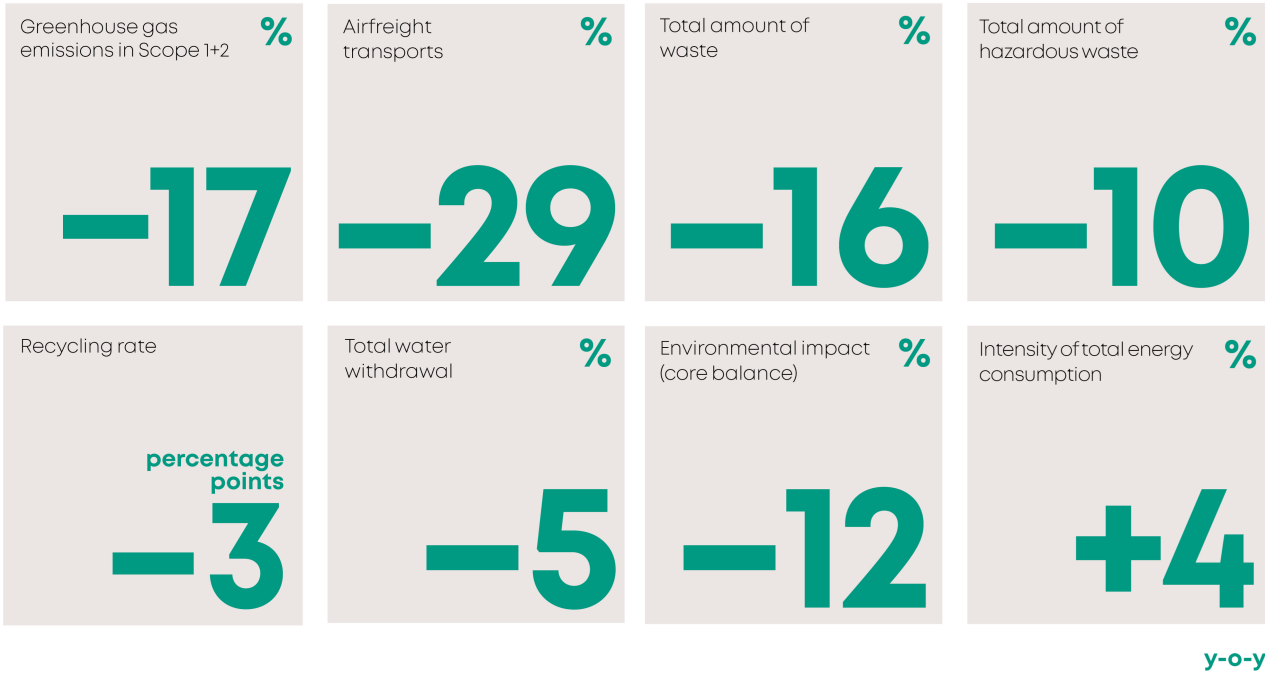 Greenhouse gas
emissions in Scope 1+2
%
–17
Airfreight
transports
%
–29
Total amount of
waste
%
–16
Total amount of
hazardous waste
%
–10
Recycling rate
percentage
points
–3
Total water
withdrawal
%
–5
Environmental impact
(core balance)
%
–12
Intensity of total energy
consumption
%
+4
y-o-y